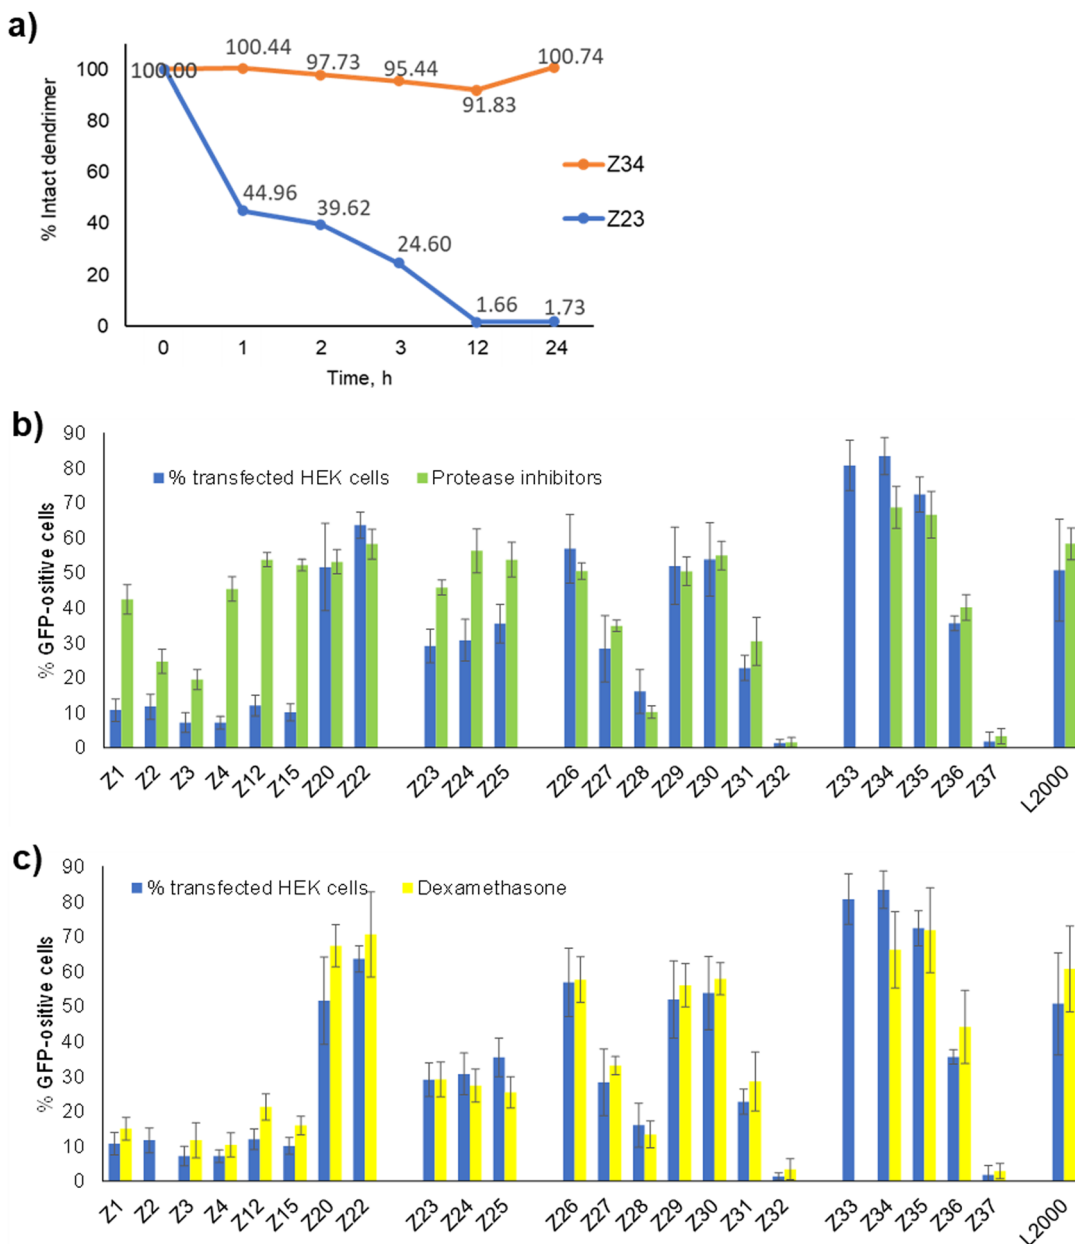 a)
% Intact dendrimer
100
80
60
40
20
0
100.00
100.44
97.73
95.44
91.83
100.74
44.96
39.62
24.60
1.66
1.73
Z34
Z23
0 1 2 3 12 24
Time, h
b)
% GFP-ositive cells
90
80
70
60
50
40
30
20
10
0
% transfected HEK cells Protease inhibitors
Z1 Z2 Z3 Z4 Z12 Z15 Z20 Z22 Z23 Z24 Z25 Z26 Z27 Z28 Z29 Z30 Z31 Z32 Z33 Z34 Z35 Z36 Z37 L2000
c)
% GFP-ositive cells
90
80
70
60
50
40
30
20
10
0
% transfected HEK cells Dexamethasone
Z1 Z2 Z3 Z4 Z12 Z15 Z20 Z22 Z23 Z24 Z25 Z26 Z27 Z28 Z29 Z30 Z31 Z32 Z33 Z34 Z35 Z36 Z37 L2000